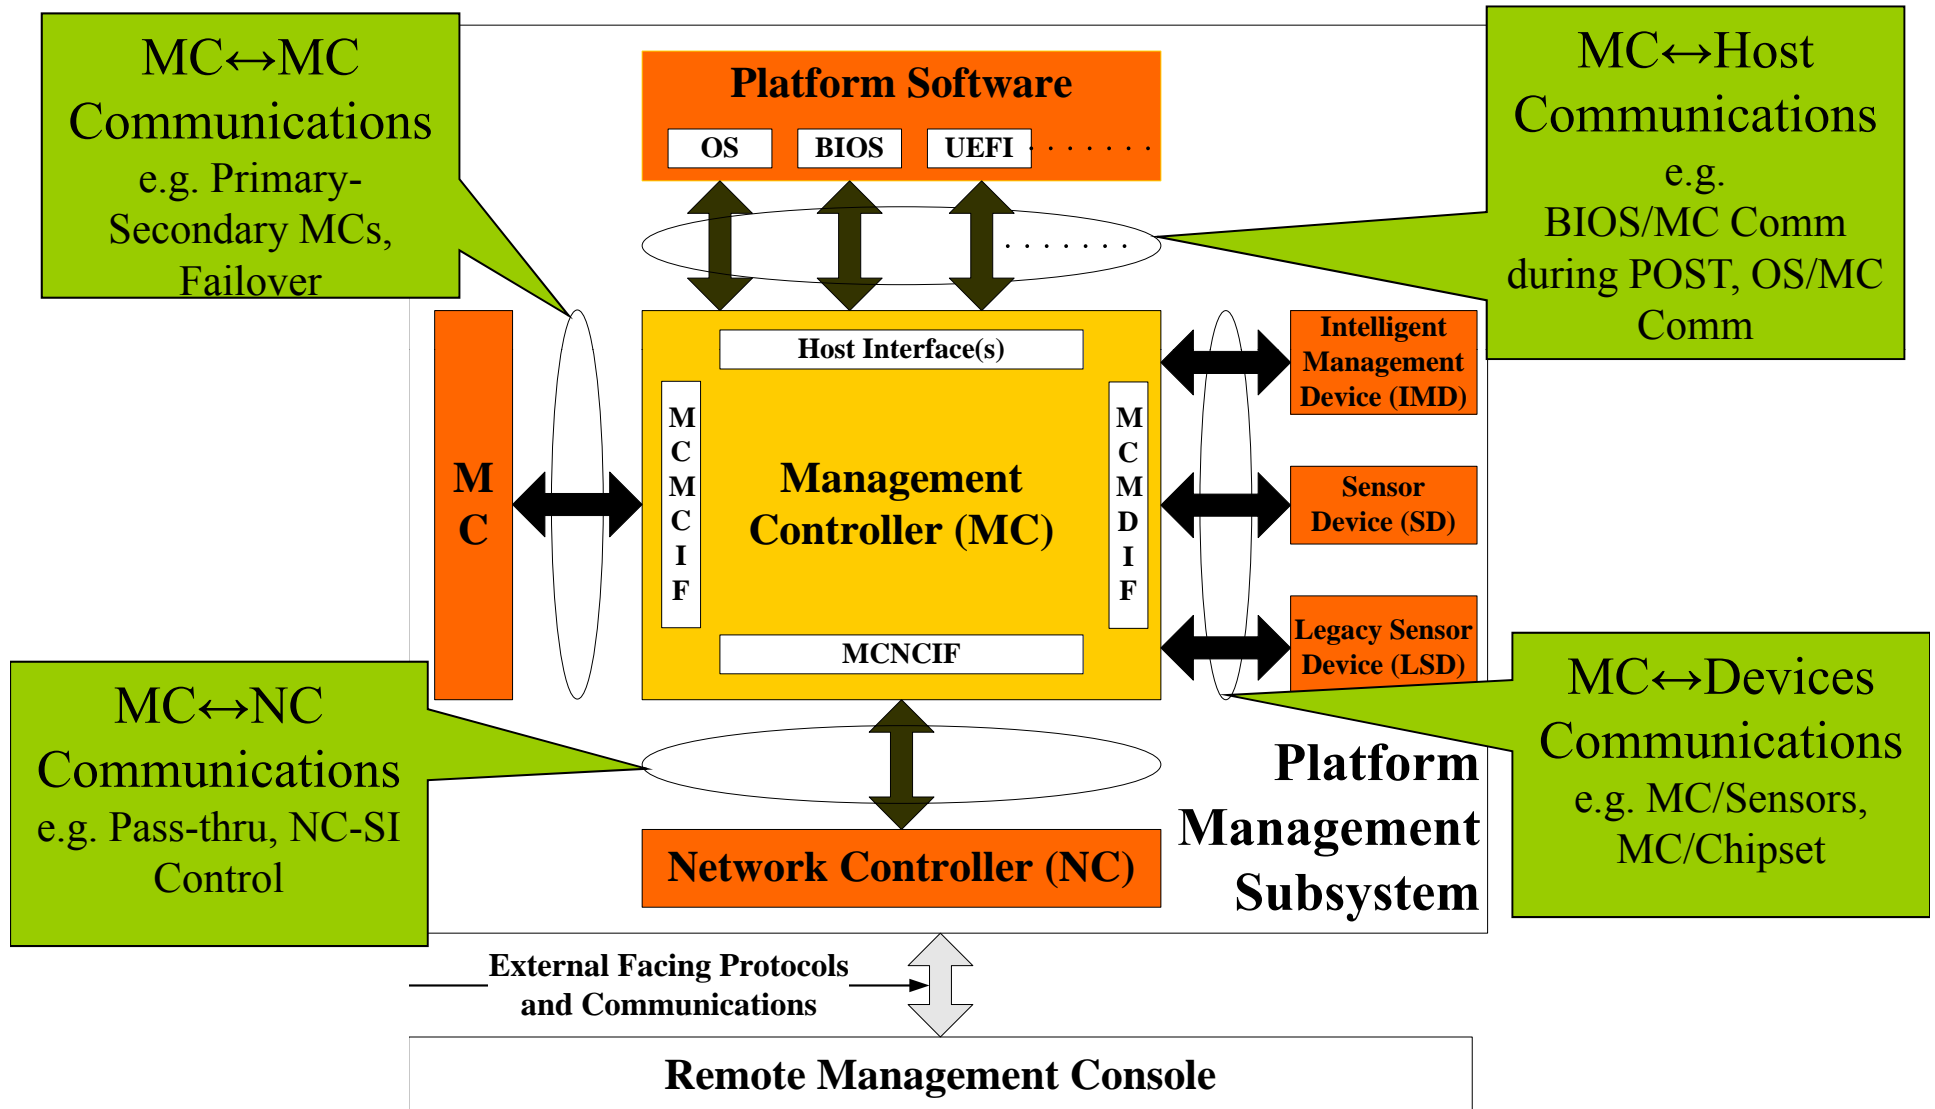 MC↔MC
Communications
e.g. Primary-
Secondary MCs,
Failover
Platform Software
OS
BIOS
UEFI
. . . . . . .
. . . . . . .
MC↔Host
Communications
e.g.
BIOS/MC Comm
during POST, OS/MC
Comm
M
C
Host Interface(s)
M
C
M
C
I
F
Management
Controller (MC)
M
C
M
D
I
F
MCNCIF
Intelligent
Management
Device (IMD)
Sensor
Device (SD)
Legacy Sensor
Device (LSD)
MC↔NC
Communications
e.g. Pass-thru, NC-SI
Control
Network Controller (NC)
Platform
Management
Subsystem
MC↔Devices
Communications
e.g. MC/Sensors,
MC/Chipset
External Facing Protocols
and Communications
Remote Management Console